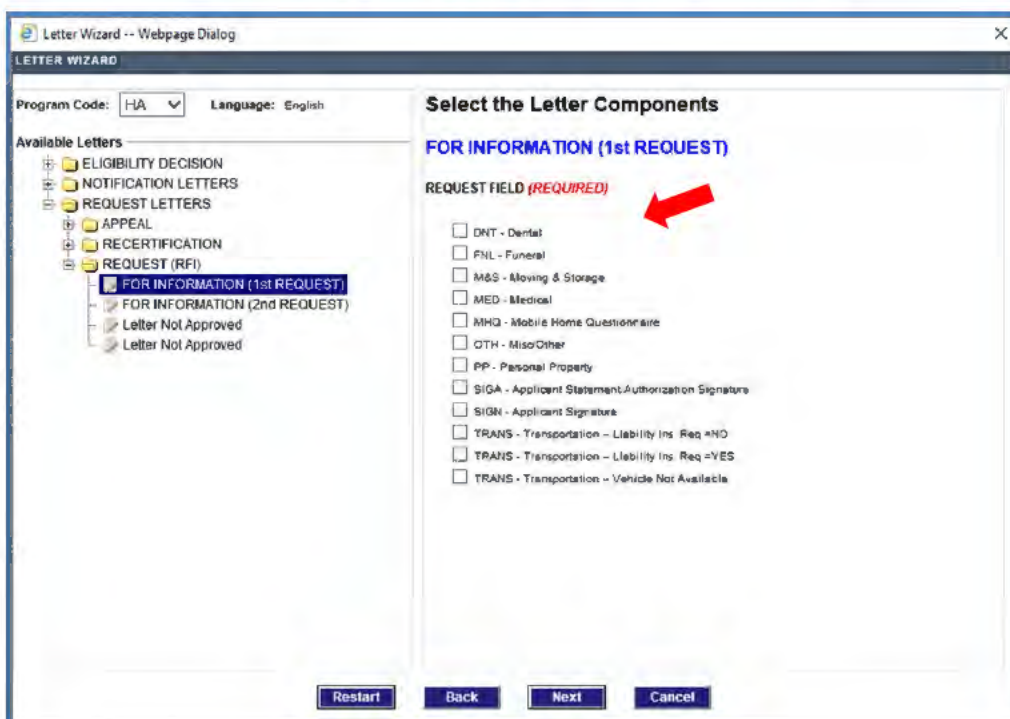 Letter Wizard -- Webpage Dialog
LETTER WIZARD
Program Code: HA Language: English
Available Letters
ELIGIBILITY DECISION
NOTIFICATION LETTERS
REQUEST LETTERS
APPEAL
RECERTIFICATION
REQUEST (RFI)
FOR INFORMATION (1st REQUEST)
FOR INFORMATION (2nd REQUEST)
Letter Not Approved
Letter Not Approved
Select the Letter Components
FOR INFORMATION (1st REQUEST)
REQUEST FIELD (REQUIRED)
DNT - Dental
FNL - Funeral
M&S - Moving & Storage
MED - Medical
MHQ - Mobile Home Questionnaire
OTH - Misc/Other
PP - Personal Property
SIGA - Applicant Statement Authorization Signature
SIGN - Applicant Signature
TRANS - Transportation – Liability Ins. Req =NO
TRANS - Transportation – Liability Ins. Req =YES
TRANS - Transportation – Vehicle Not Available
Restart Back Next Cancel